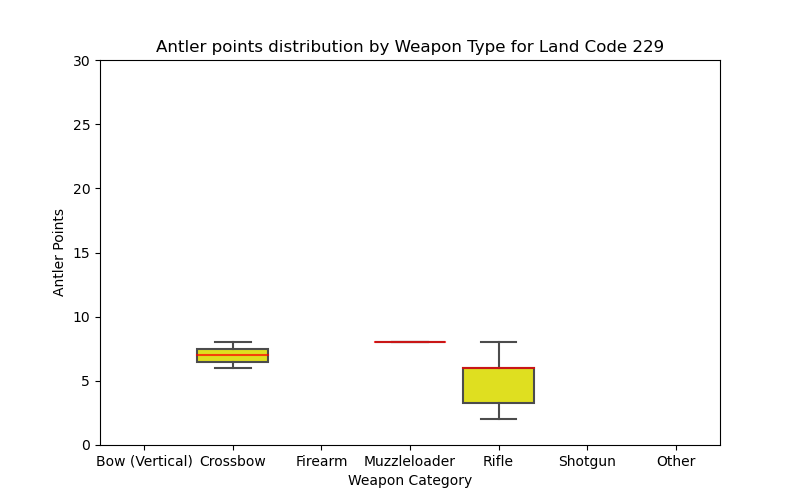 Antler points distribution by Weapon Type for Land Code 229
30
25
20
15
10
5
0
Antler Points
Bow (Vertical) Crossbow Firearm Muzzleloader Rifle Shotgun Other
Weapon Category